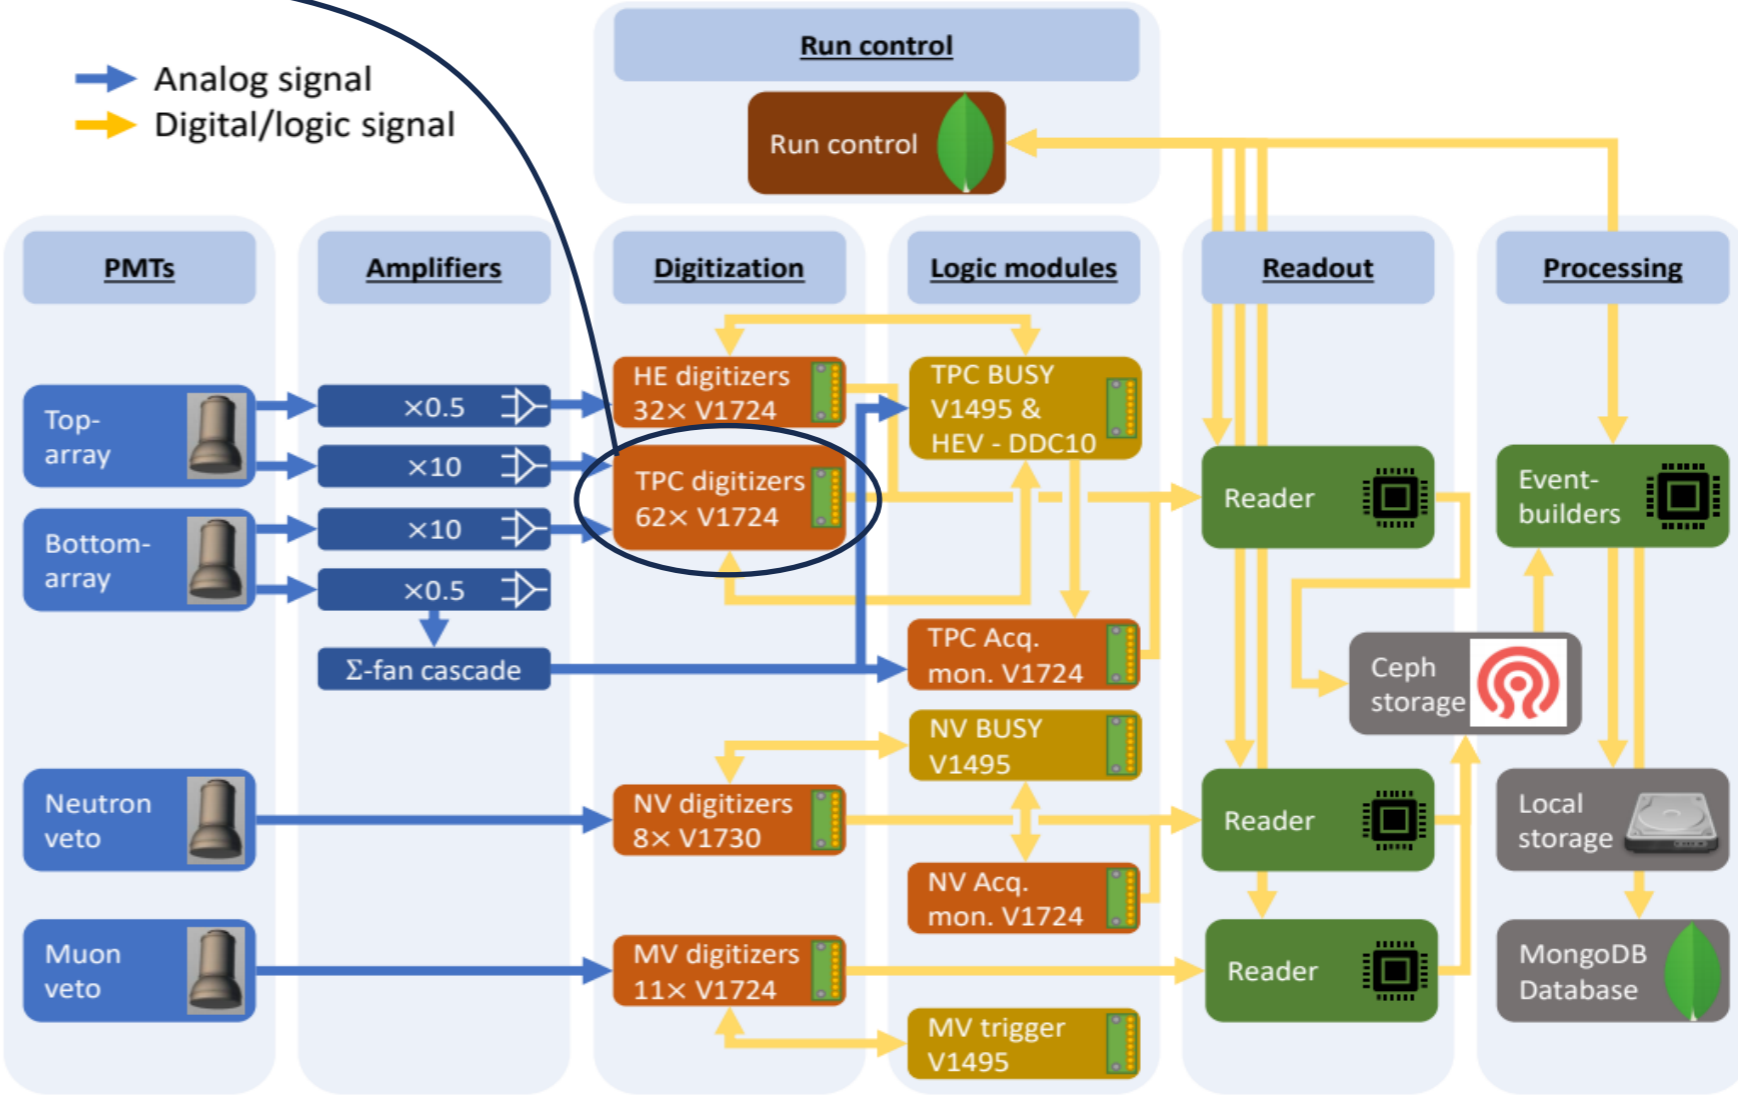 Analog signal
Digital/logic signal
Run control
Run control
PMTs
Amplifiers
Digitization
Logic modules
Readout
Processing
Top-
array
Bottom-
array
Neutron
veto
Muon
veto
×0.5
×10
×10
×0.5
Σ-fan cascade
HE digitizers
32× V1724
TPC digitizers
62× V1724
NV digitizers
8× V1730
MV digitizers
11× V1724
TPC BUSY
V1495 &
HEV - DDC10
TPC Acq.
mon. V1724
NV BUSY
V1495
NV Acq.
mon. V1724
MV trigger
V1495
Reader
Reader
Reader
Event-
builders
Ceph
storage
Local
storage
MongoDB
Database